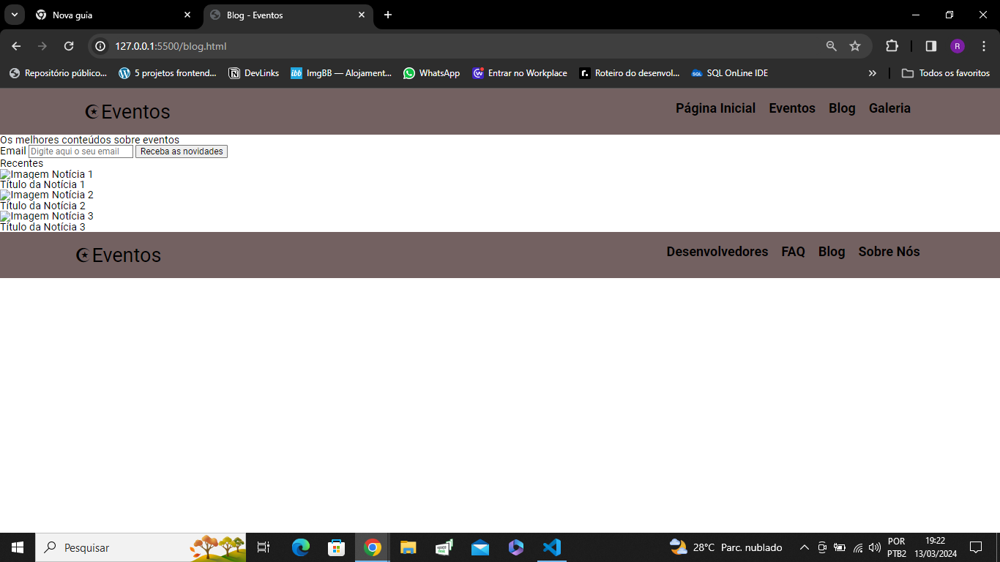 Nova guia
Blog - Eventos
127.0.0.1:5500/blog.html
Repositório público...
5 projetos frontend...
DevLinks
ImgBB — Alojament...
WhatsApp
Entrar no Workplace
Roteiro do desenvol...
SQL OnLine IDE
Todos os favoritos
Eventos
Página Inicial Eventos Blog Galeria
Os melhores conteúdos sobre eventos
Email Digite aqui o seu email Receba as novidades
Recentes
Imagem Notícia 1
Título da Notícia 1
Imagem Notícia 2
Título da Notícia 2
Imagem Notícia 3
Título da Notícia 3
Eventos
Desenvolvedores FAQ Blog Sobre Nós
Pesquisar
28°C Parc. nublado
POR
PTB2
19:22
13/03/2024